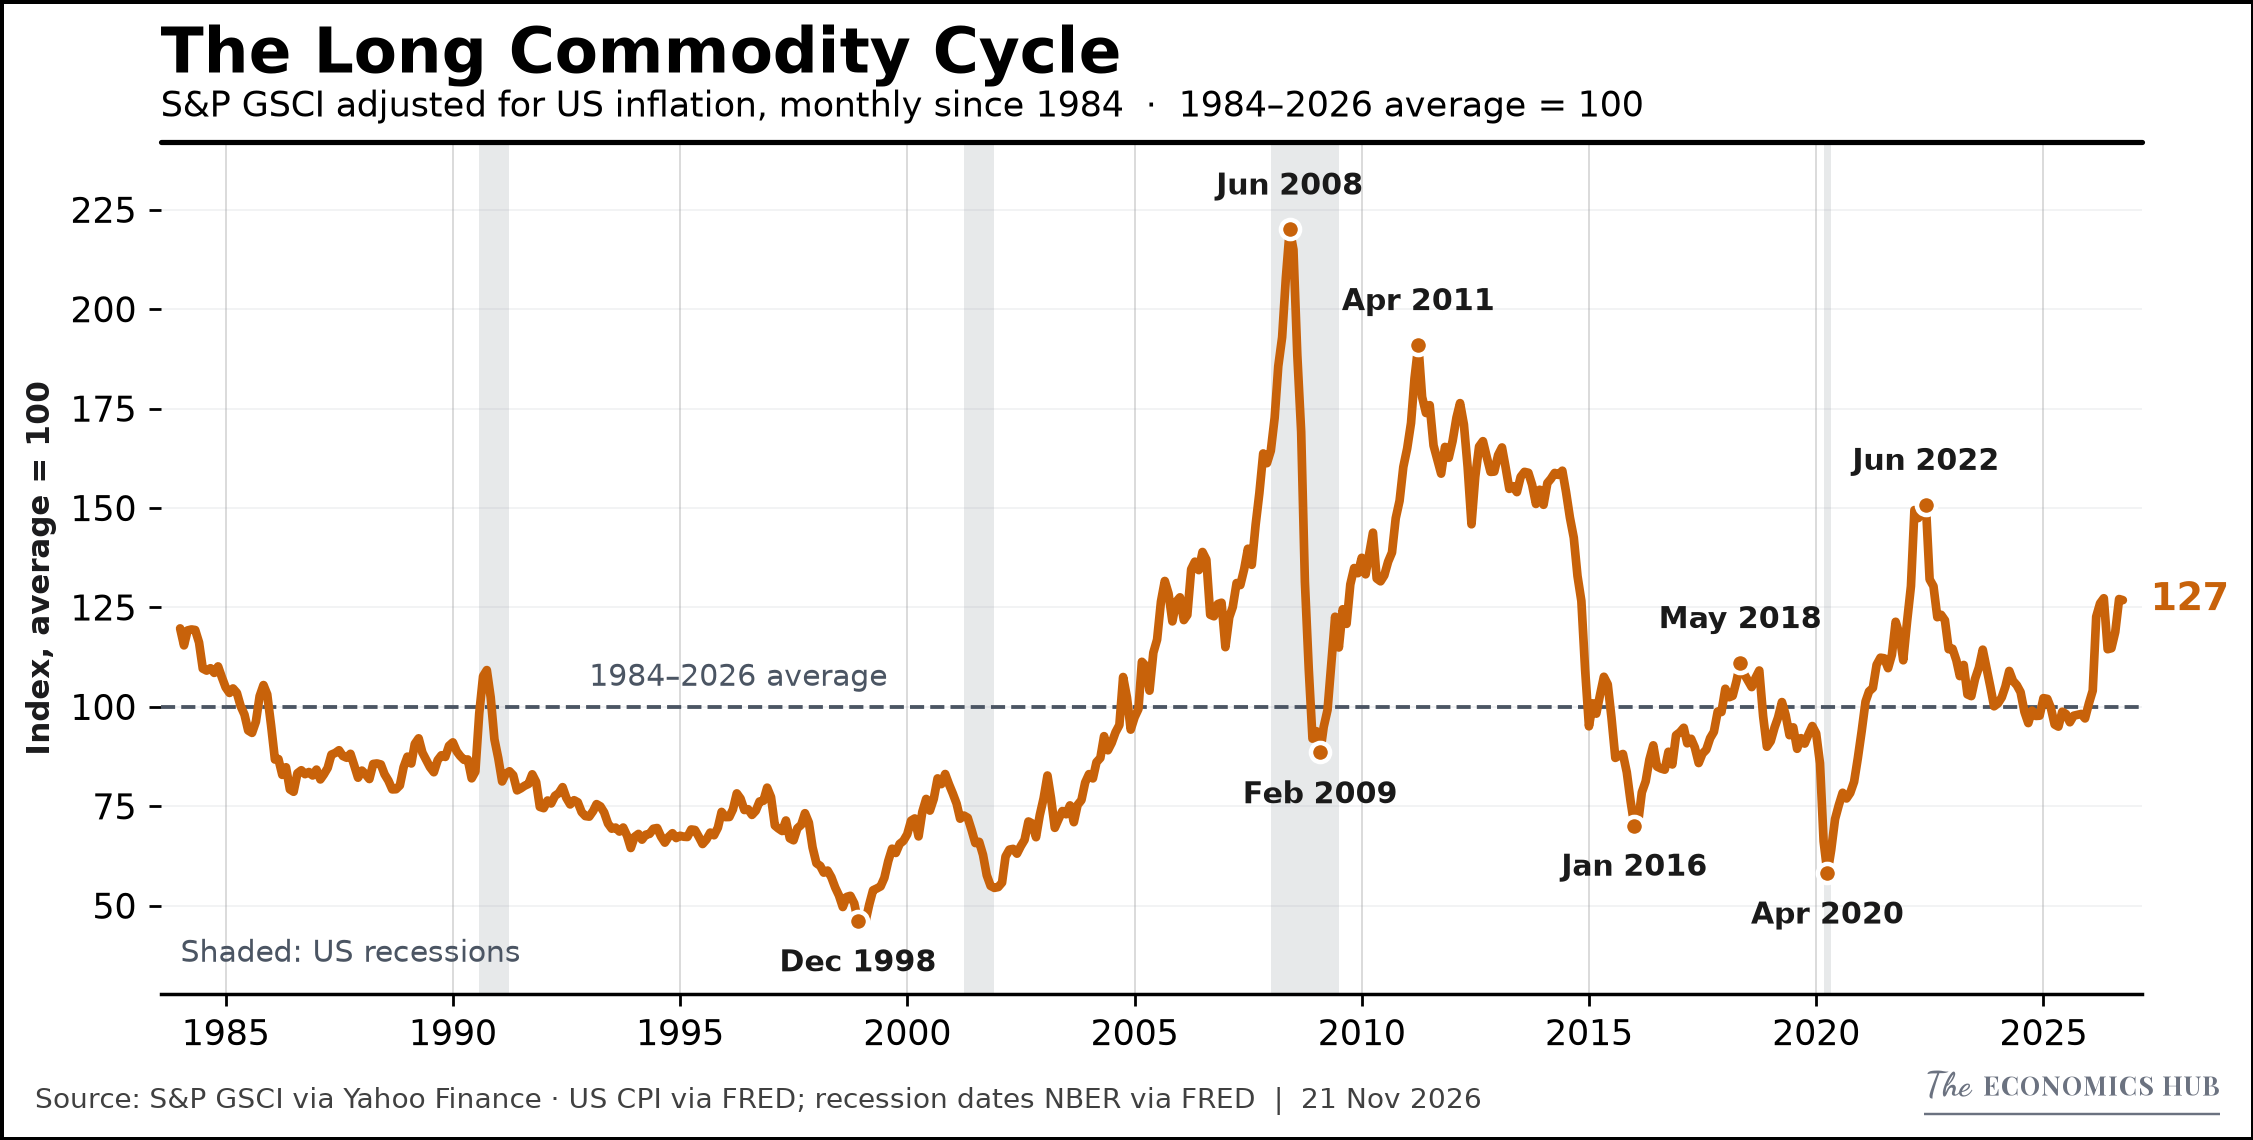 The Long Commodity Cycle
S&P GSCI adjusted for US inflation, monthly since 1984 · 1984–2026 average = 100
Index, average = 100
225
200
175
150
125
100
75
50
Jun 2008
Apr 2011
Jun 2022
127
May 2018
1984–2026 average
Feb 2009
Jan 2016
Apr 2020
Shaded: US recessions
Dec 1998
1985 1990 1995 2000 2005 2010 2015 2020 2025
Source: S&P GSCI via Yahoo Finance · US CPI via FRED; recession dates NBER via FRED | 21 Nov 2026
The ECONOMICS HUB